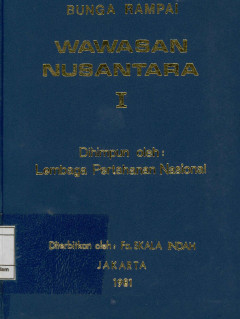 BUNGA RAMPAI
WAWASAN
NUSANTARA
I
Dihimpun oleh :
Lembaga Pertahanan Nasional
Diterbitkan oleh : Fa. SKALA INDAH
JAKARTA
1981